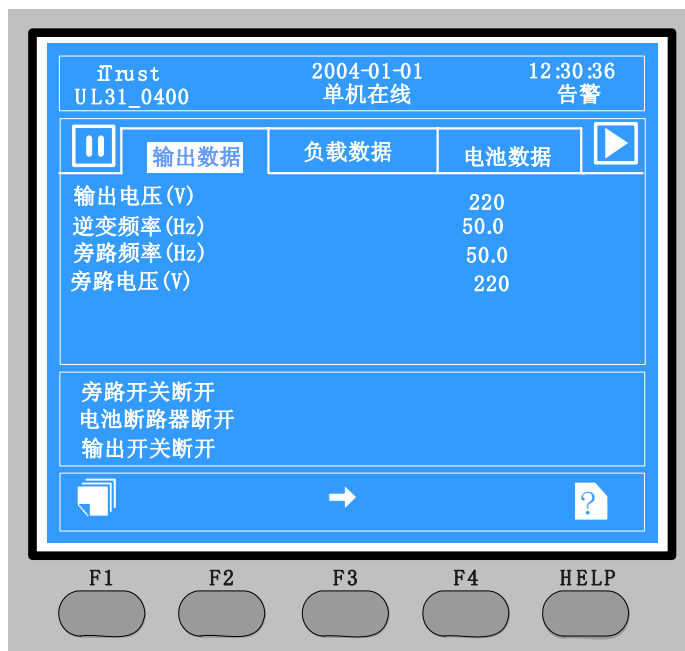 iTrust 2004-01-01 12:30:36
UL31_0400 单机在线 告警
输出数据 负载数据 电池数据
输出电压(V) 220
逆变频率(Hz) 50.0
旁路频率(Hz) 50.0
旁路电压(V) 220
旁路开关断开
电池断路器断开
输出开关断开
?
F1 F2 F3 F4 HELP